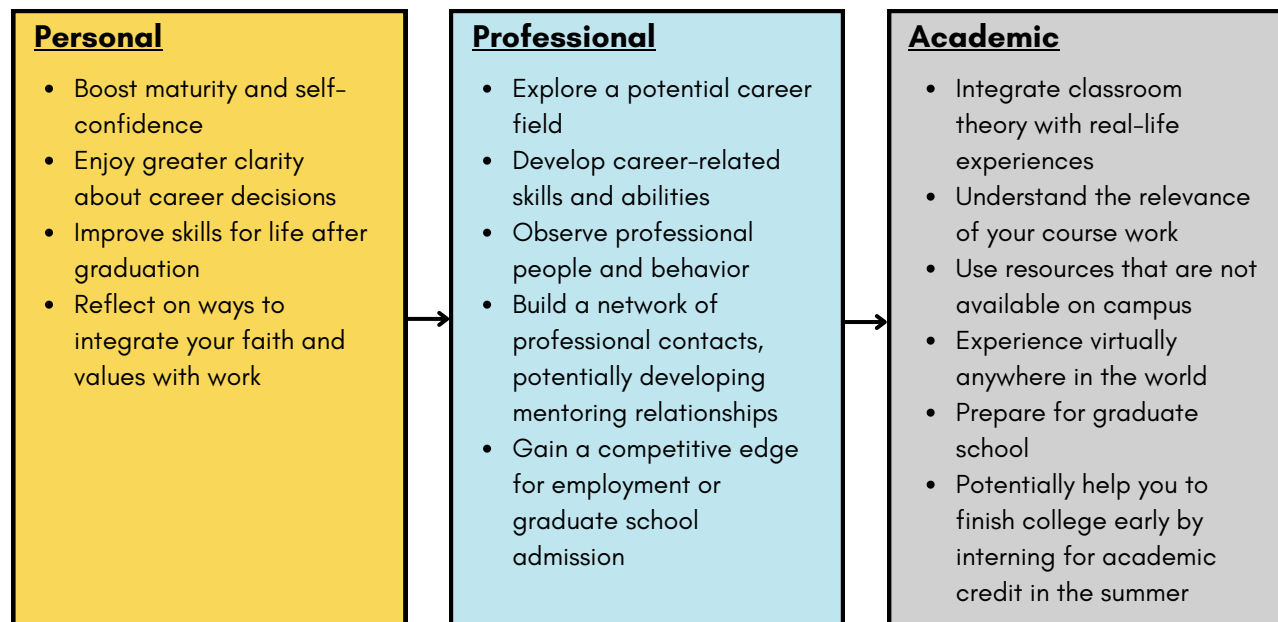 Personal
• Boost maturity and self-
confidence
• Enjoy greater clarity
about career decisions
• Improve skills for life after
graduation
• Reflect on ways to
integrate your faith and
values with work
Professional
• Explore a potential career
field
• Develop career-related
skills and abilities
• Observe professional
people and behavior
• Build a network of
professional contacts,
potentially developing
mentoring relationships
• Gain a competitive edge
for employment or
graduate school
admission
Academic
• Integrate classroom
theory with real-life
experiences
• Understand the relevance
of your course work
• Use resources that are not
available on campus
• Experience virtually
anywhere in the world
• Prepare for graduate
school
• Potentially help you to
finish college early by
interning for academic
credit in the summer